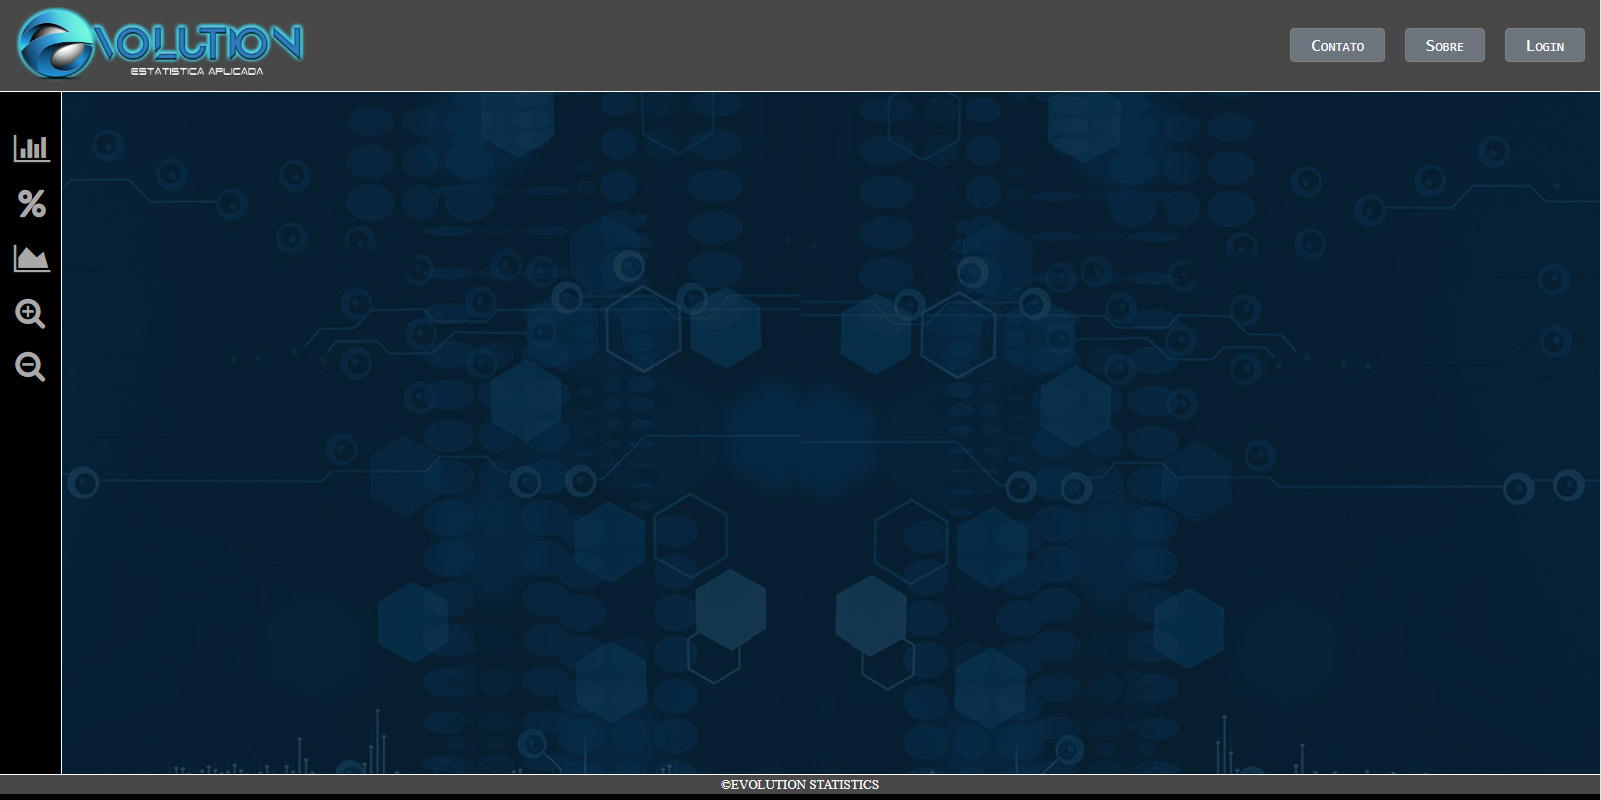 EVOLUTION
ESTATISTICA APLICADA
Contato
Sobre
Login
©EVOLUTION STATISTICS